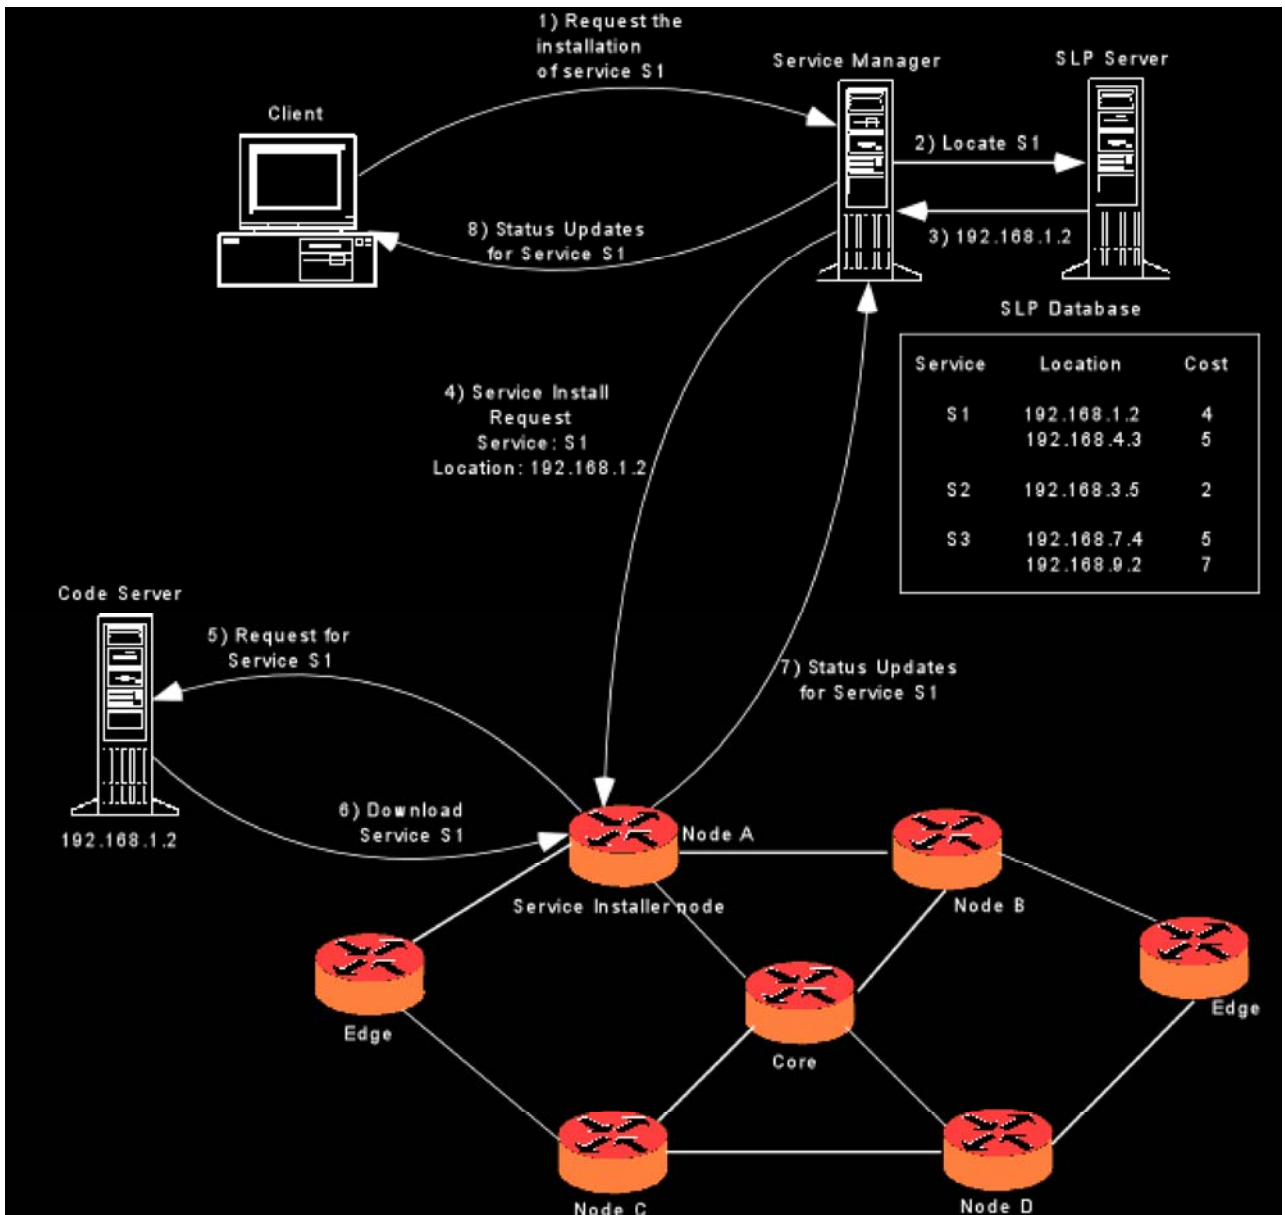 1) Request the
installation
of service S1
Service Manager
SLP Server
Client
2) Locate S1
8) Status Updates
for Service S1
3) 192.168.1.2
SLP Database
Service Location Cost
S1 192.168.1.2 4
192.168.4.3 5
S2 192.168.3.5 2
S3 192.168.7.4 5
192.168.9.2 7
4) Service Install
Request
Service: S1
Location: 192.168.1.2
Code Server
5) Request for
Service S1
7) Status Updates
for Service S1
6) Download
Service S1
192.168.1.2
Node A
Service Installer node
Node B
Edge
Core
Edge
Node C
Node D